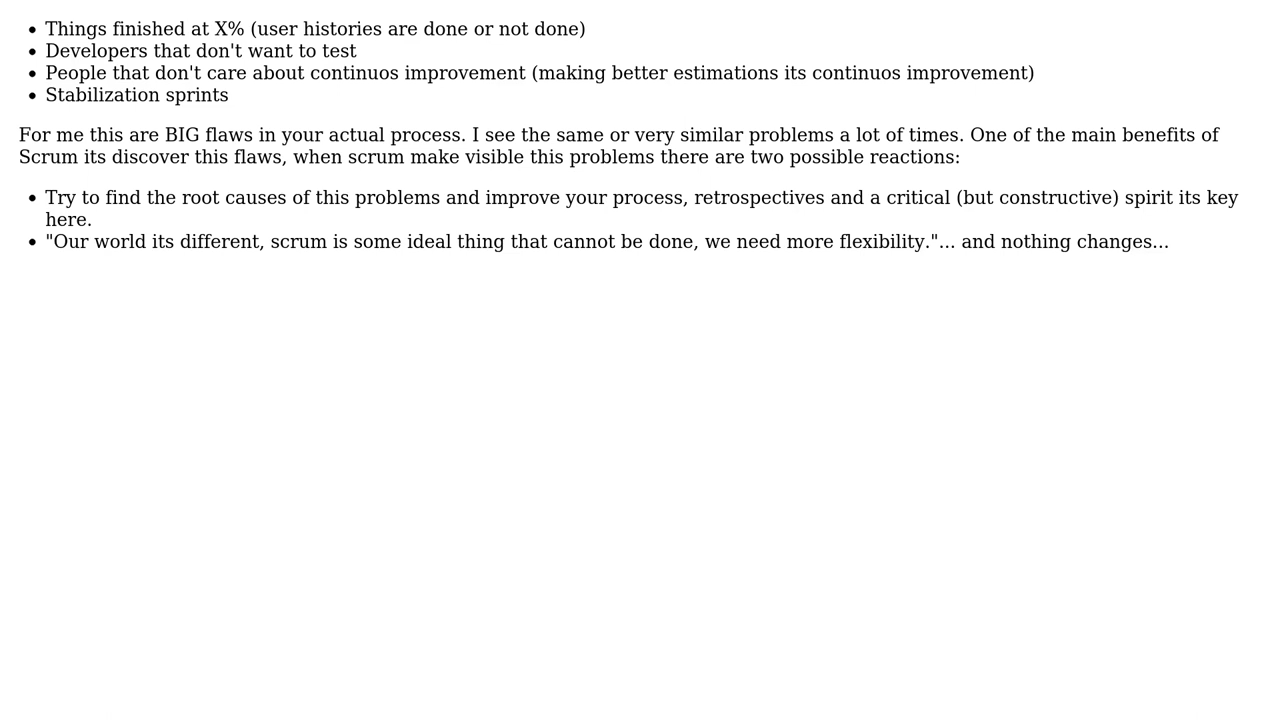 Things finished at X% (user histories are done or not done)
Developers that don't want to test
People that don't care about continuos improvement (making better estimations its continuos improvement)
Stabilization sprints
For me this are BIG flaws in your actual process. I see the same or very similar problems a lot of times. One of the main benefits of
Scrum its discover this flaws, when scrum make visible this problems there are two possible reactions:
Try to find the root causes of this problems and improve your process, retrospectives and a critical (but constructive) spirit its key
here.
"Our world its different, scrum is some ideal thing that cannot be done, we need more flexibility."... and nothing changes...